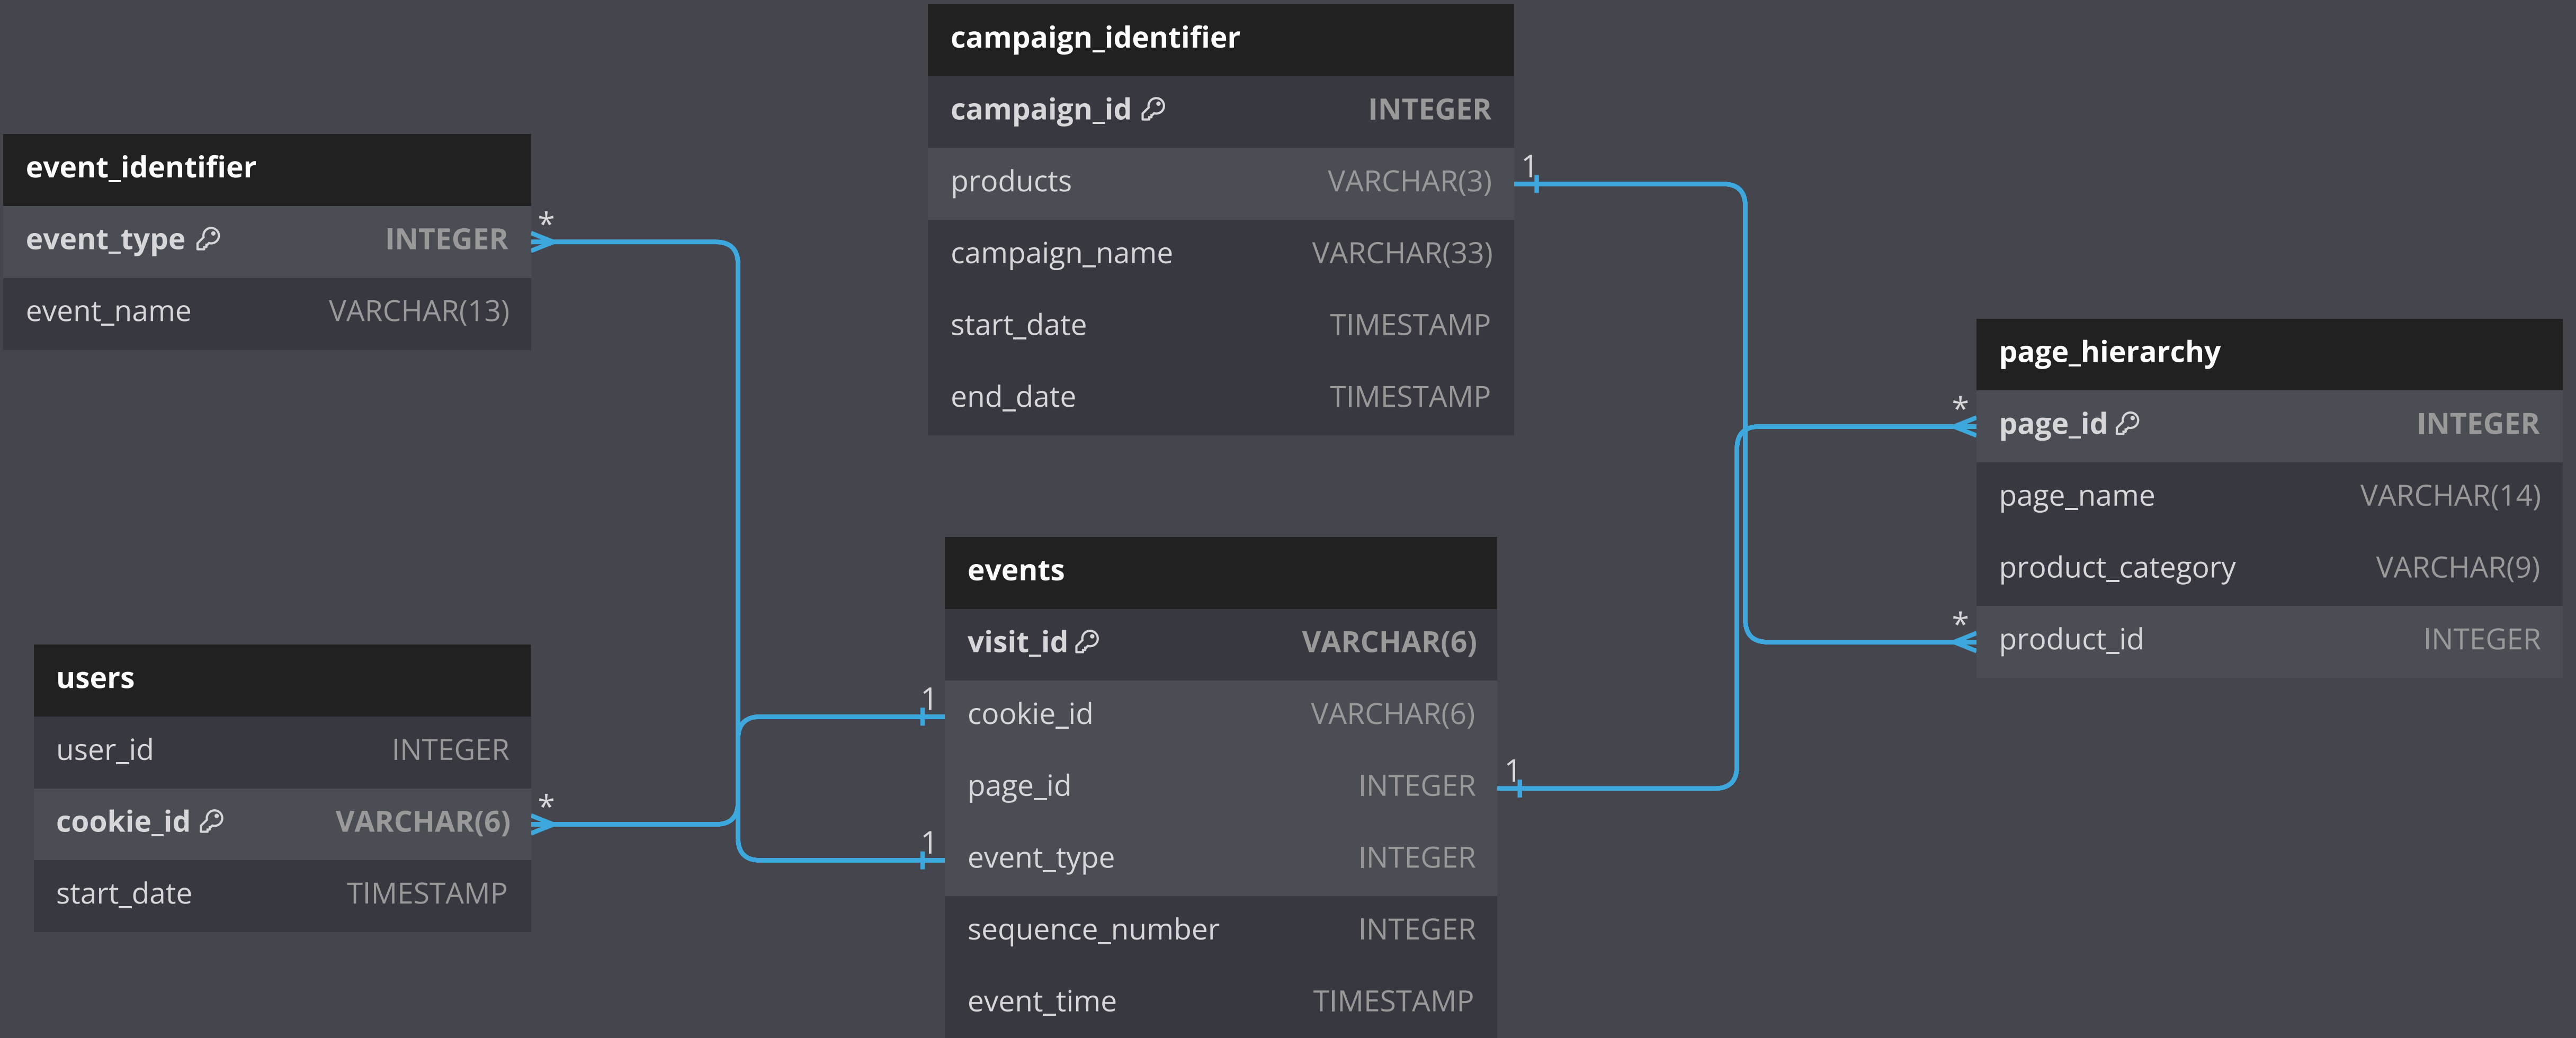 campaign_identifier
campaign_id INTEGER
products VARCHAR(3)
campaign_name VARCHAR(33)
start_date TIMESTAMP
end_date TIMESTAMP
event_identifier
event_type INTEGER
event_name VARCHAR(13)
page_hierarchy
page_id INTEGER
page_name VARCHAR(14)
product_category VARCHAR(9)
product_id INTEGER
events
visit_id VARCHAR(6)
cookie_id VARCHAR(6)
page_id INTEGER
event_type INTEGER
sequence_number INTEGER
event_time TIMESTAMP
users
user_id INTEGER
cookie_id VARCHAR(6)
start_date TIMESTAMP
*
*
1
1
1
1
*
*